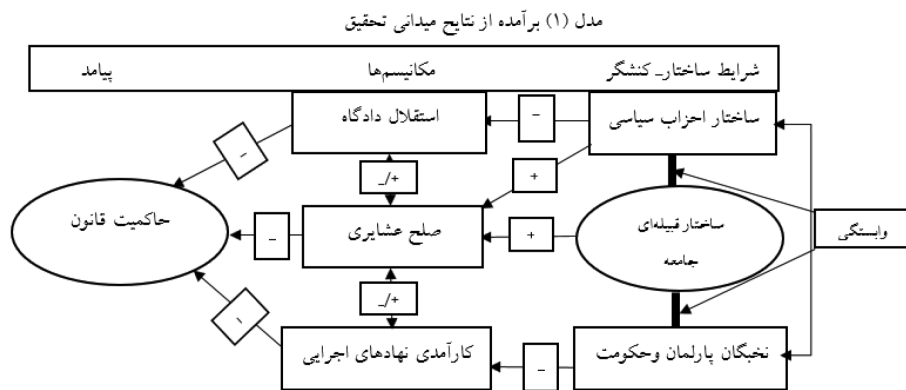 مدل (۱) برآمده از نتایج میدانی تحقیق
شرایط ساختار_ کنشگر مکانیسم‌ها پیامد
ساختار احزاب سیاسی
–
استقلال دادگاه
–
+
+/_
ساختار قبیله‌ای
جامعه
+
صلح عشایری
–
حاکمیت قانون
وابستگی
+/_
نخبگان پارلمان وحکومت
–
کارآمدی نهادهای اجرایی